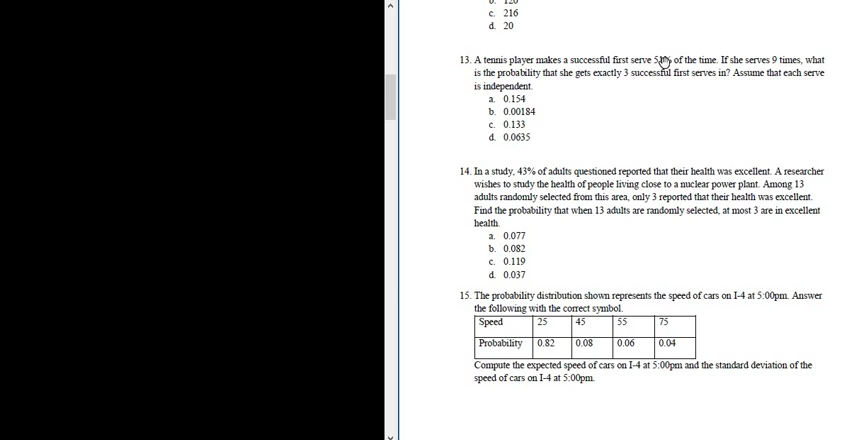 c. 216
d. 20
13. A tennis player makes a successful first serve of the time. If she serves 9 times, what
is the probability that she gets exactly 3 successful first serves in? Assume that each serve
is independent.
a. 0.154
b. 0.00184
c. 0.133
d. 0.0635
14. In a study, 43% of adults questioned reported that their health was excellent. A researcher
wishes to study the health of people living close to a nuclear power plant. Among 13
adults randomly selected from this area, only 3 reported that their health was excellent.
Find the probability that when 13 adults are randomly selected, at most 3 are in excellent
health.
a. 0.077
b. 0.082
c. 0.119
d. 0.037
15. The probability distribution shown represents the speed of cars on I-4 at 5:00pm. Answer
the following with the correct symbol.
Speed 25 45 55 75
Probability 0.82 0.08 0.06 0.04
Compute the expected speed of cars on I-4 at 5:00pm and the standard deviation of the
speed of cars on I-4 at 5:00pm.